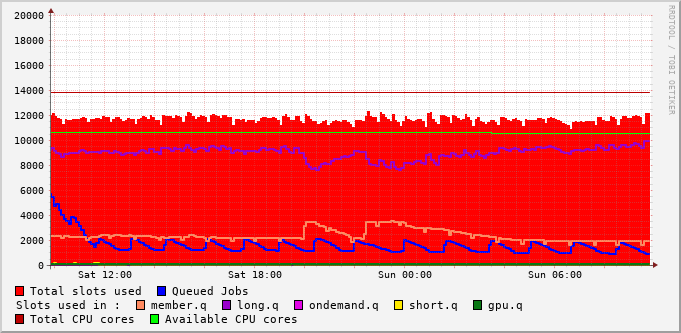 20000
18000
16000
14000
12000
10000
8000
6000
4000
2000
0
Sat 12:00 Sat 18:00 Sun 00:00 Sun 06:00
Total slots used Queued Jobs
Slots used in : member.q long.q ondemand.q short.q gpu.q
Total CPU cores Available CPU cores
RRDTOOL / TOBI OETIKER